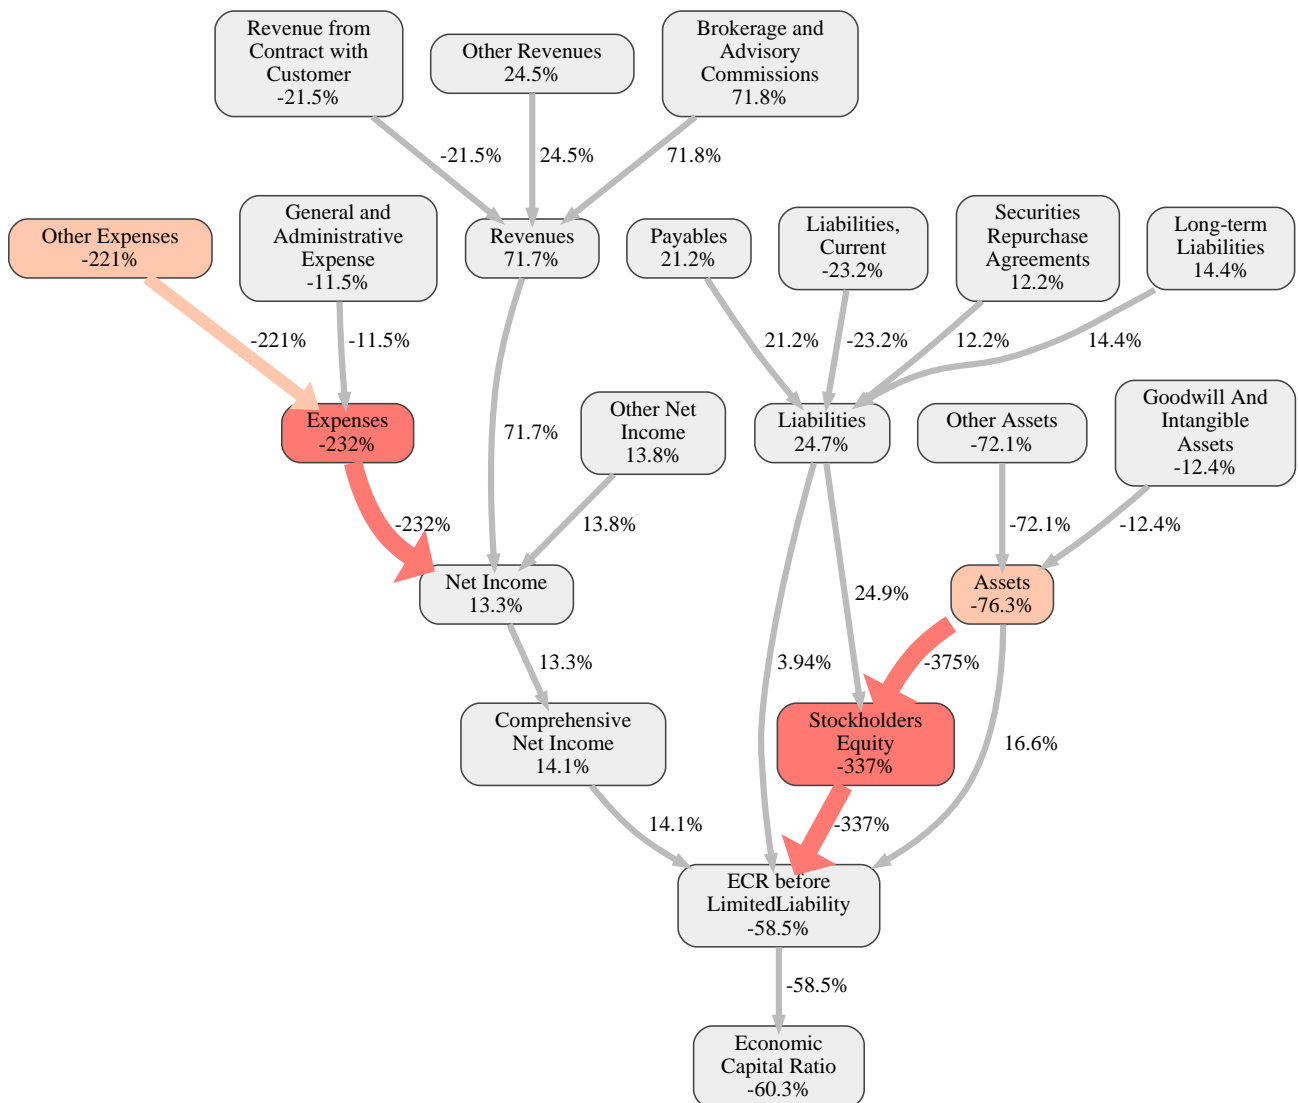 Revenue from
Contract with
Customer
-21.5%
Other Revenues
24.5%
Brokerage and
Advisory
Commissions
71.8%
-21.5%
24.5%
71.8%
Other Expenses
-221%
General and
Administrative
Expense
-11.5%
Revenues
71.7%
Payables
21.2%
Liabilities,
Current
-23.2%
Securities
Repurchase
Agreements
12.2%
Long-term
Liabilities
14.4%
-221%
-11.5%
21.2%
-23.2%
12.2%
14.4%
Expenses
-232%
71.7%
Other Net
Income
13.8%
Liabilities
24.7%
Other Assets
-72.1%
Goodwill And
Intangible
Assets
-12.4%
-232%
13.8%
-72.1%
-12.4%
Net Income
13.3%
Assets
-76.3%
24.9%
13.3%
3.94%
-375%
Comprehensive
Net Income
14.1%
Stockholders
Equity
-337%
16.6%
14.1%
-337%
ECR before
LimitedLiability
-58.5%
-58.5%
Economic
Capital Ratio
-60.3%